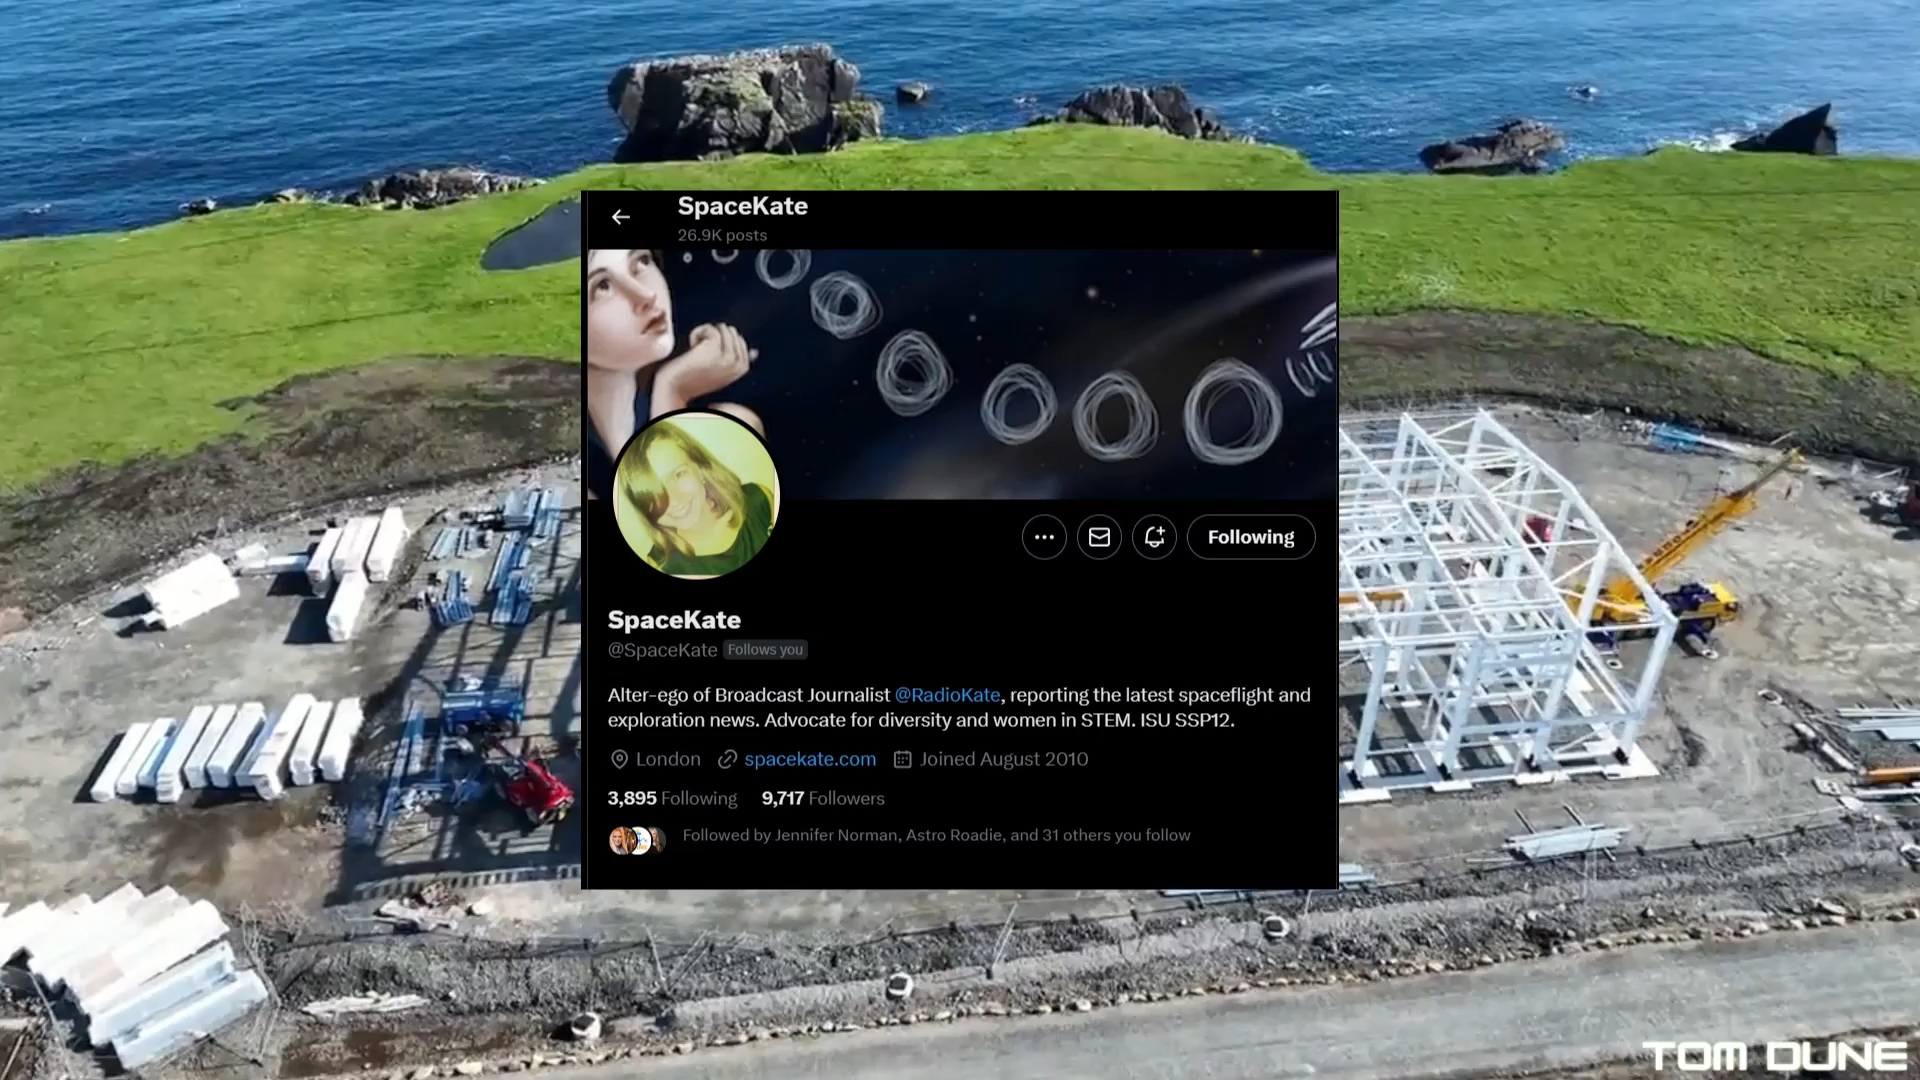 SpaceKate
26.9K posts
Following
SpaceKate
@SpaceKate Follows you
Alter-ego of Broadcast Journalist @RadioKate, reporting the latest spaceflight and
exploration news. Advocate for diversity and women in STEM. ISU SSP12.
London spacekate.com Joined August 2010
3,895 Following 9,717 Followers
Followed by Jennifer Norman, Astro Roadie, and 31 others you follow
TOM DUNE